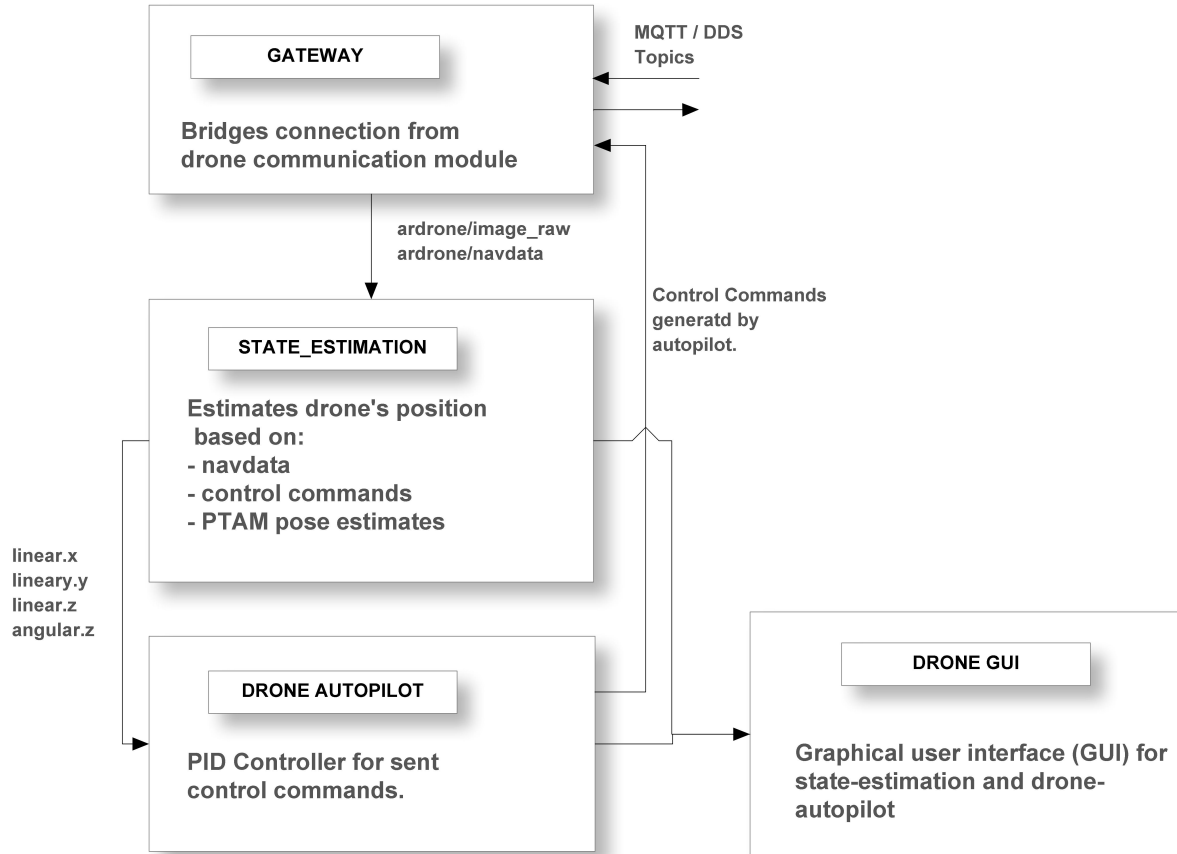 GATEWAY
Bridges connection from
drone communication module
MQTT / DDS
Topics
ardrone/image_raw
ardrone/navdata
Control Commands
generatd by
autopilot.
STATE_ESTIMATION
Estimates drone's position
based on:
- navdata
- control commands
- PTAM pose estimates
linear.x
lineary.y
linear.z
angular.z
DRONE AUTOPILOT
PID Controller for sent
control commands.
DRONE GUI
Graphical user interface (GUI) for
state-estimation and drone-
autopilot